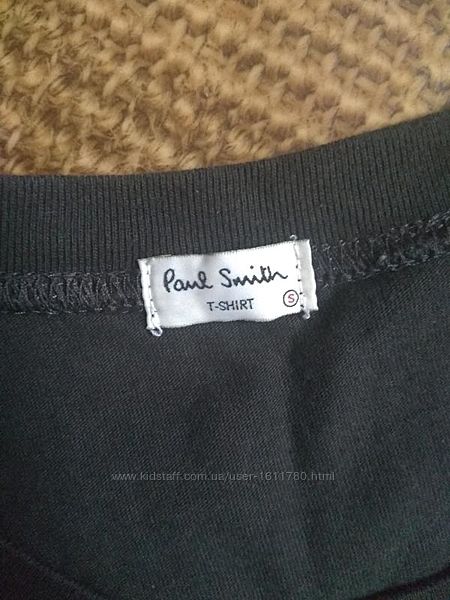 Paul Smith
T-SHIRT S
www.kidstaff.com.ua/user-1611780.html